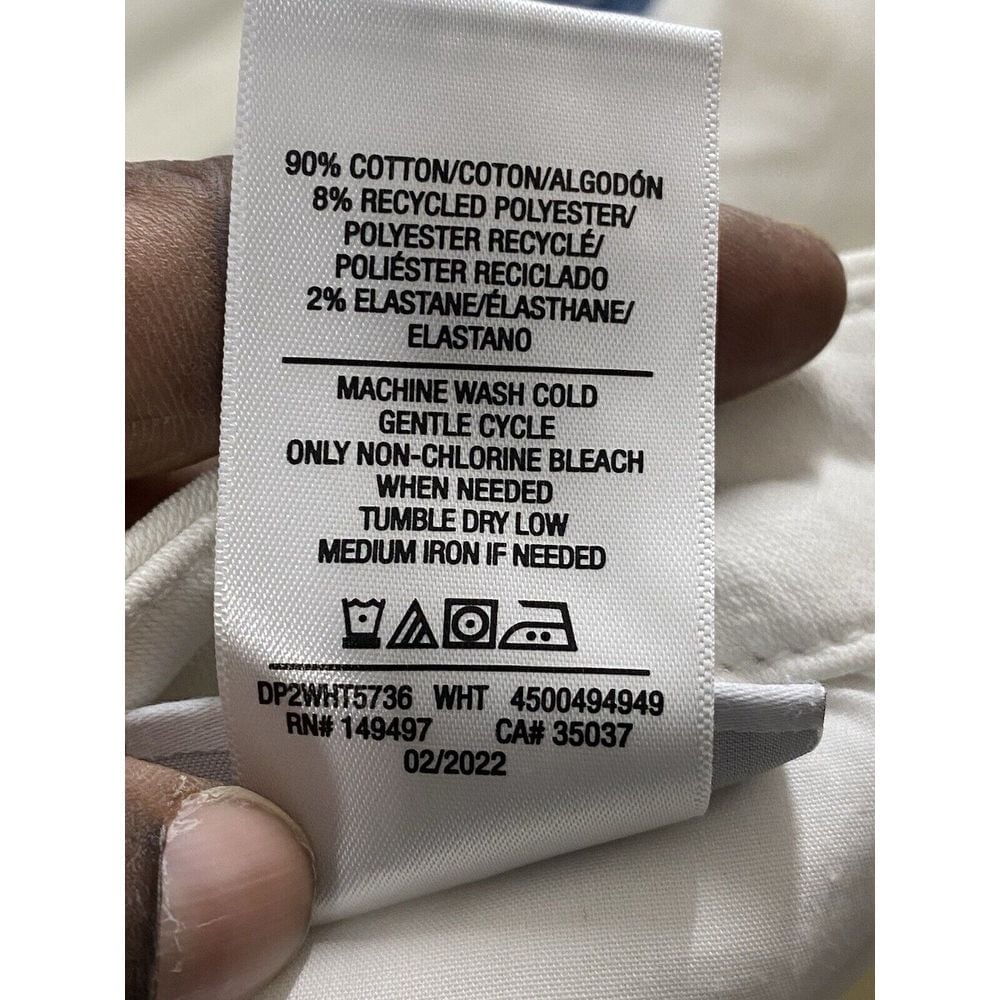 90% COTTON/COTON/ALGODÓN
8% RECYCLED POLYESTER/
POLYESTER RECYCLÉ/
POLIÉSTER RECICLADO
2% ELASTANE/ÉLASTHANE/
ELASTANO
MACHINE WASH COLD
GENTLE CYCLE
ONLY NON-CHLORINE BLEACH
WHEN NEEDED
TUMBLE DRY LOW
MEDIUM IRON IF NEEDED
DP2WHT5736 WHT 4500494949
RN# 149497 CA# 35037
02/2022